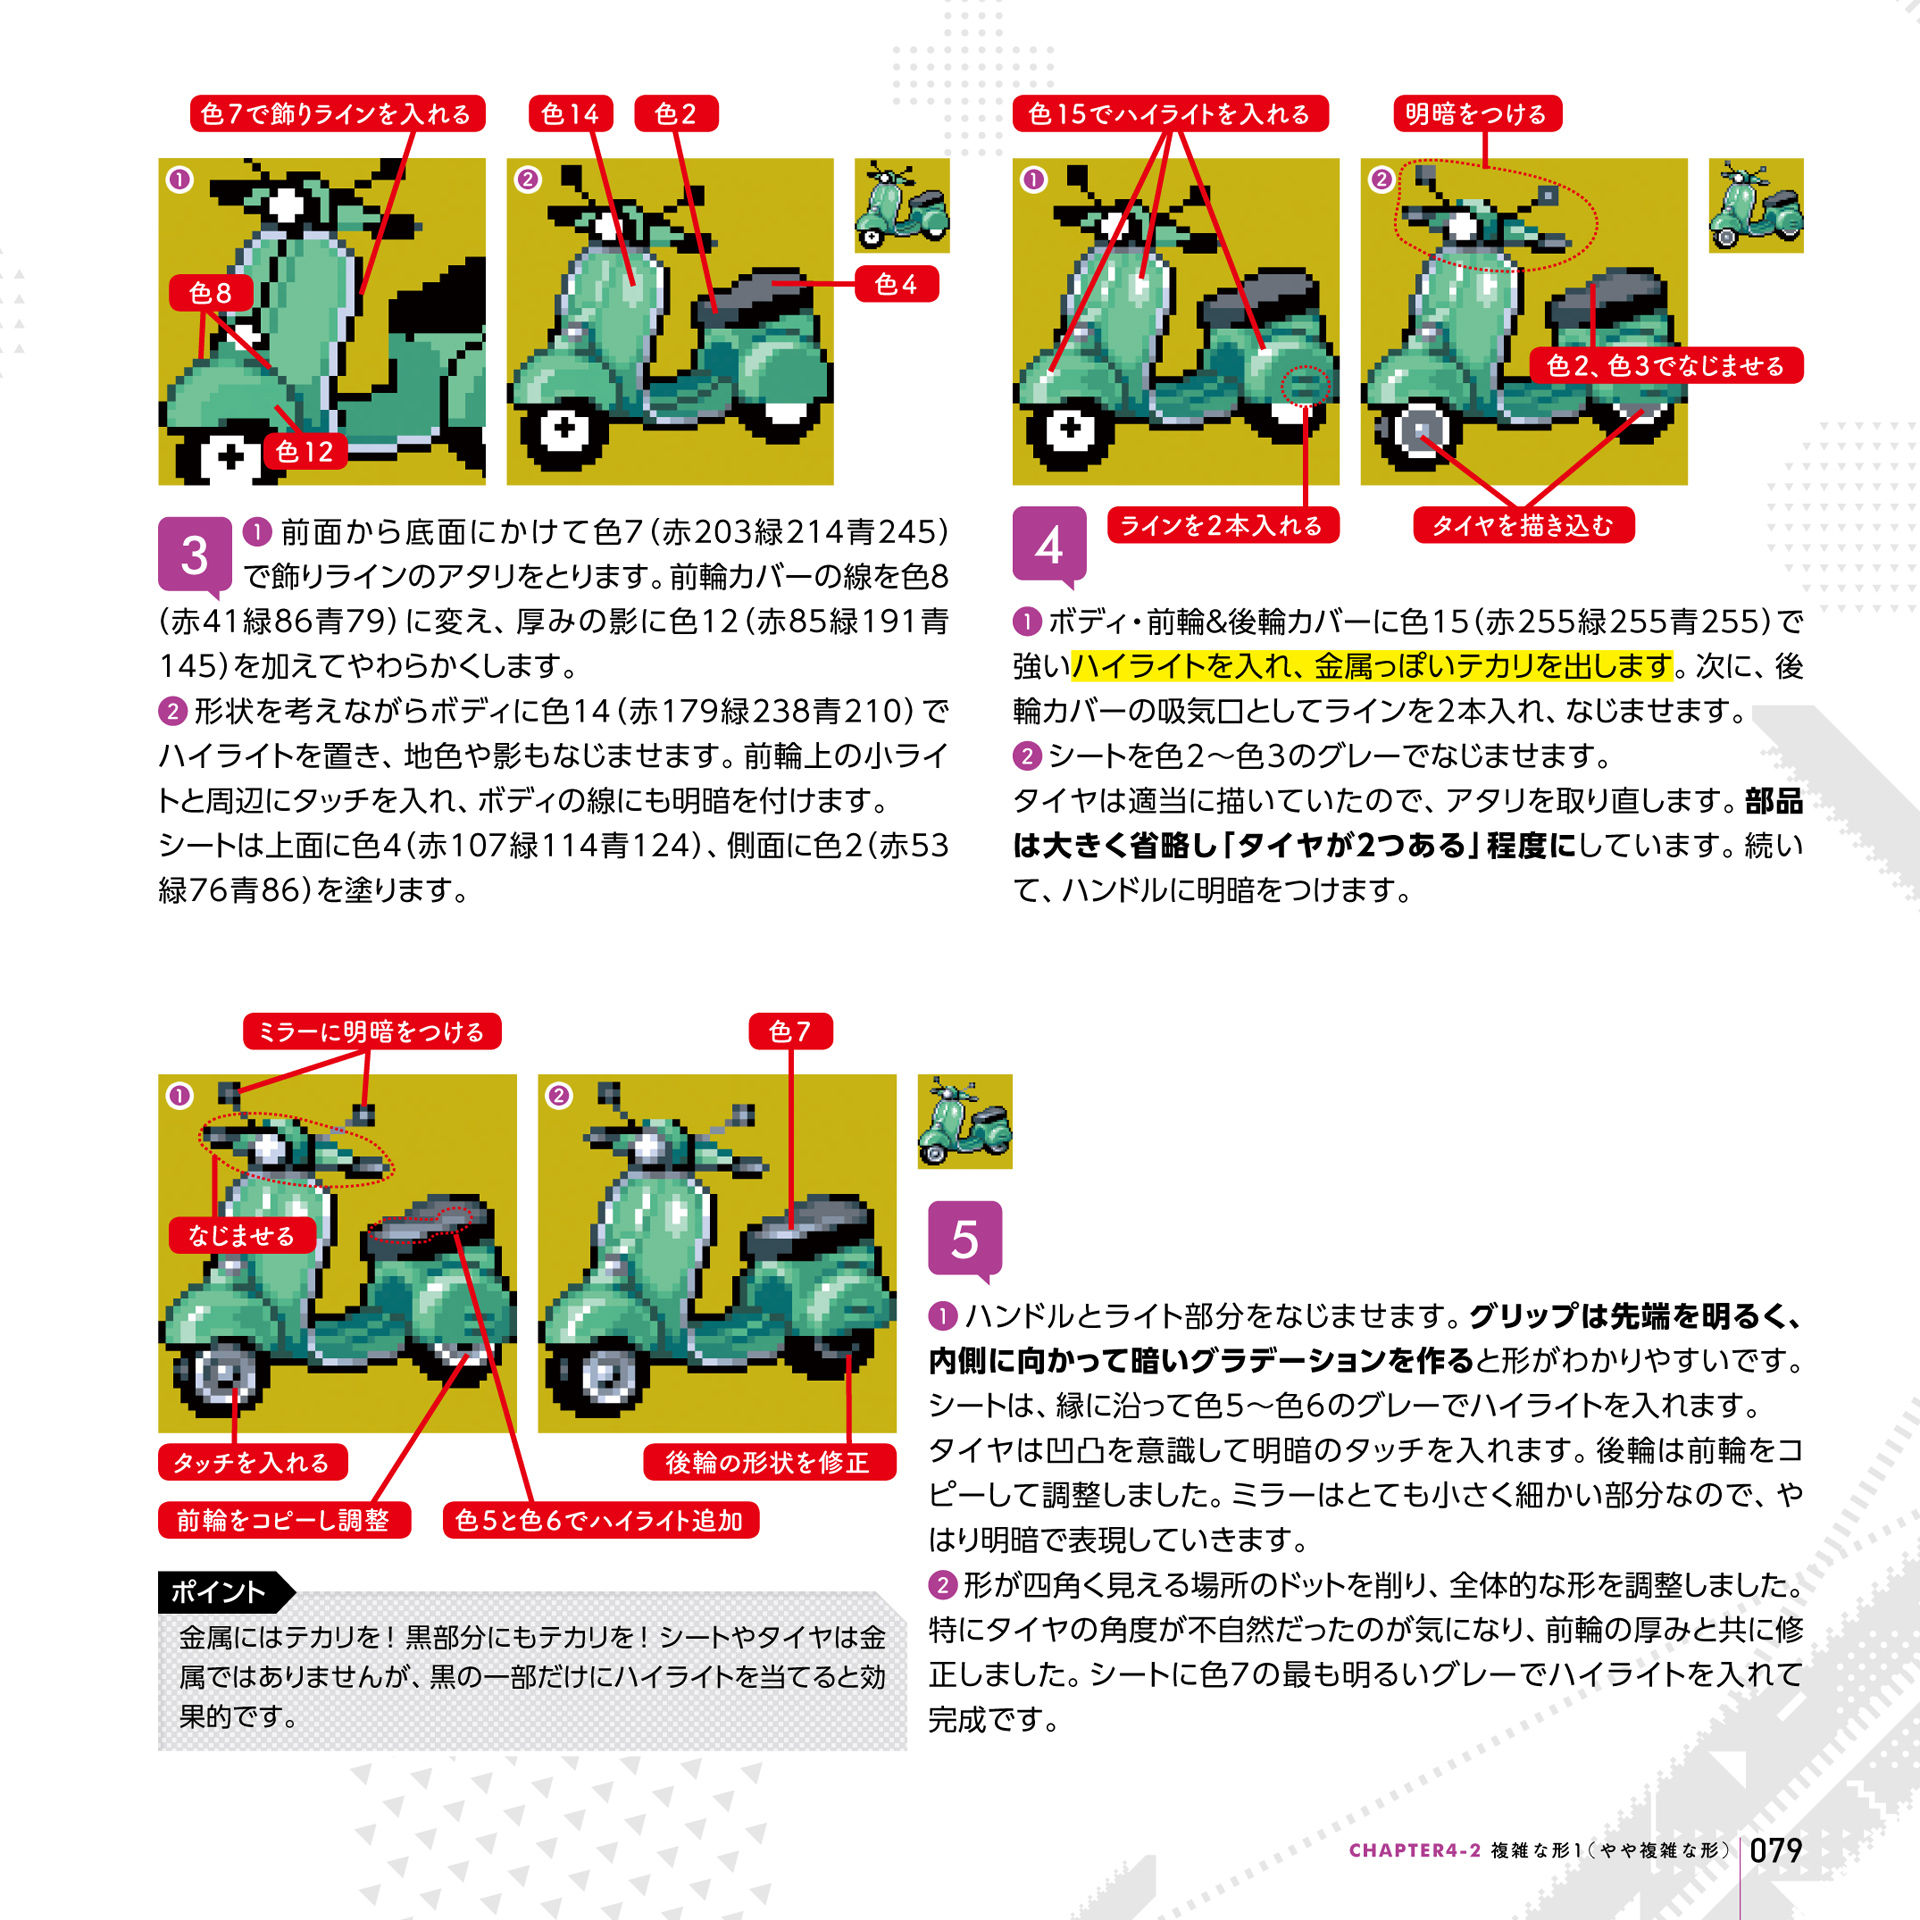 色7で飾りラインを入れる
色14
色2
❶
❷
色8
色12
色4
3
❶前面から底面にかけて色7(赤203緑214青245)
で飾りラインのアタリをとります。前輪カバーの線を色8
(赤41緑86青79)に変え、厚みの影に色12(赤85緑191青
145)を加えてやわらかくします。
❷形状を考えながらボディに色14(赤179緑238青210)で
ハイライトを置き、地色や影もなじませます。前輪上の小ライ
トと周辺にタッチを入れ、ボディの線にも明暗を付けます。
シートは上面に色4(赤107緑114青124)、側面に色2(赤53
緑76青86)を塗ります。
色15でハイライトを入れる
明暗をつける
❶
❷
色2、色3でなじませる
ラインを2本入れる
タイヤを描き込む
4
❶ボディ・前輪&後輪カバーに色15(赤255緑255青255)で
強いハイライトを入れ、金属っぽいテカリを出します。次に、後
輪カバーの吸気口としてラインを2本入れ、なじませます。
❷シートを色2〜色3のグレーでなじませます。
タイヤは適当に描いていたので、アタリを取り直します。部品
は大きく省略し「タイヤが2つある」程度にしています。続い
て、ハンドルに明暗をつけます。
ミラーに明暗をつける
色7
❶
❷
なじませる
タッチを入れる
後輪の形状を修正
前輪をコピーし調整
色5と色6でハイライト追加
5
❶ハンドルとライト部分をなじませます。グリップは先端を明るく、
内側に向かって暗いグラデーションを作ると形がわかりやすいです。
シートは、縁に沿って色5〜色6のグレーでハイライトを入れます。
タイヤは凹凸を意識して明暗のタッチを入れます。後輪は前輪をコ
ピーして調整しました。ミラーはとても小さく細かい部分なので、や
はり明暗で表現していきます。
❷形が四角く見える場所のドットを削り、全体的な形を調整しました。
特にタイヤの角度が不自然だったのが気になり、前輪の厚みと共に修
正しました。シートに色7の最も明るいグレーでハイライトを入れて
完成です。
ポイント
金属にはテカリを!黒部分にもテカリを!シートやタイヤは金
属ではありませんが、黒の一部だけにハイライトを当てると効
果的です。
CHAPTER4-2 複雑な形1(やや複雑な形) 079